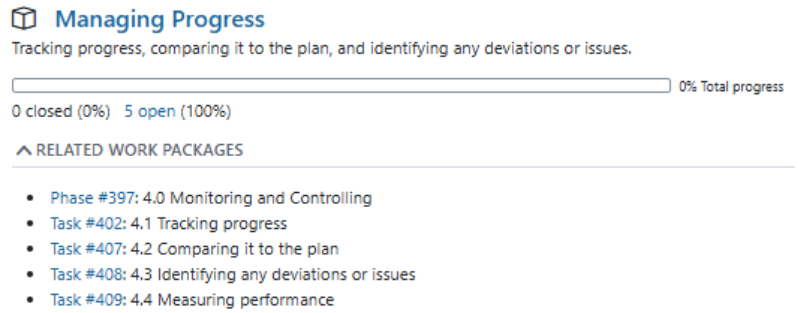 Managing Progress
Tracking progress, comparing it to the plan, and identifying any deviations or issues.
0% Total progress
0 closed (0%) 5 open (100%)
RELATED WORK PACKAGES
Phase #397: 4.0 Monitoring and Controlling
Task #402: 4.1 Tracking progress
Task #407: 4.2 Comparing it to the plan
Task #408: 4.3 Identifying any deviations or issues
Task #409: 4.4 Measuring performance